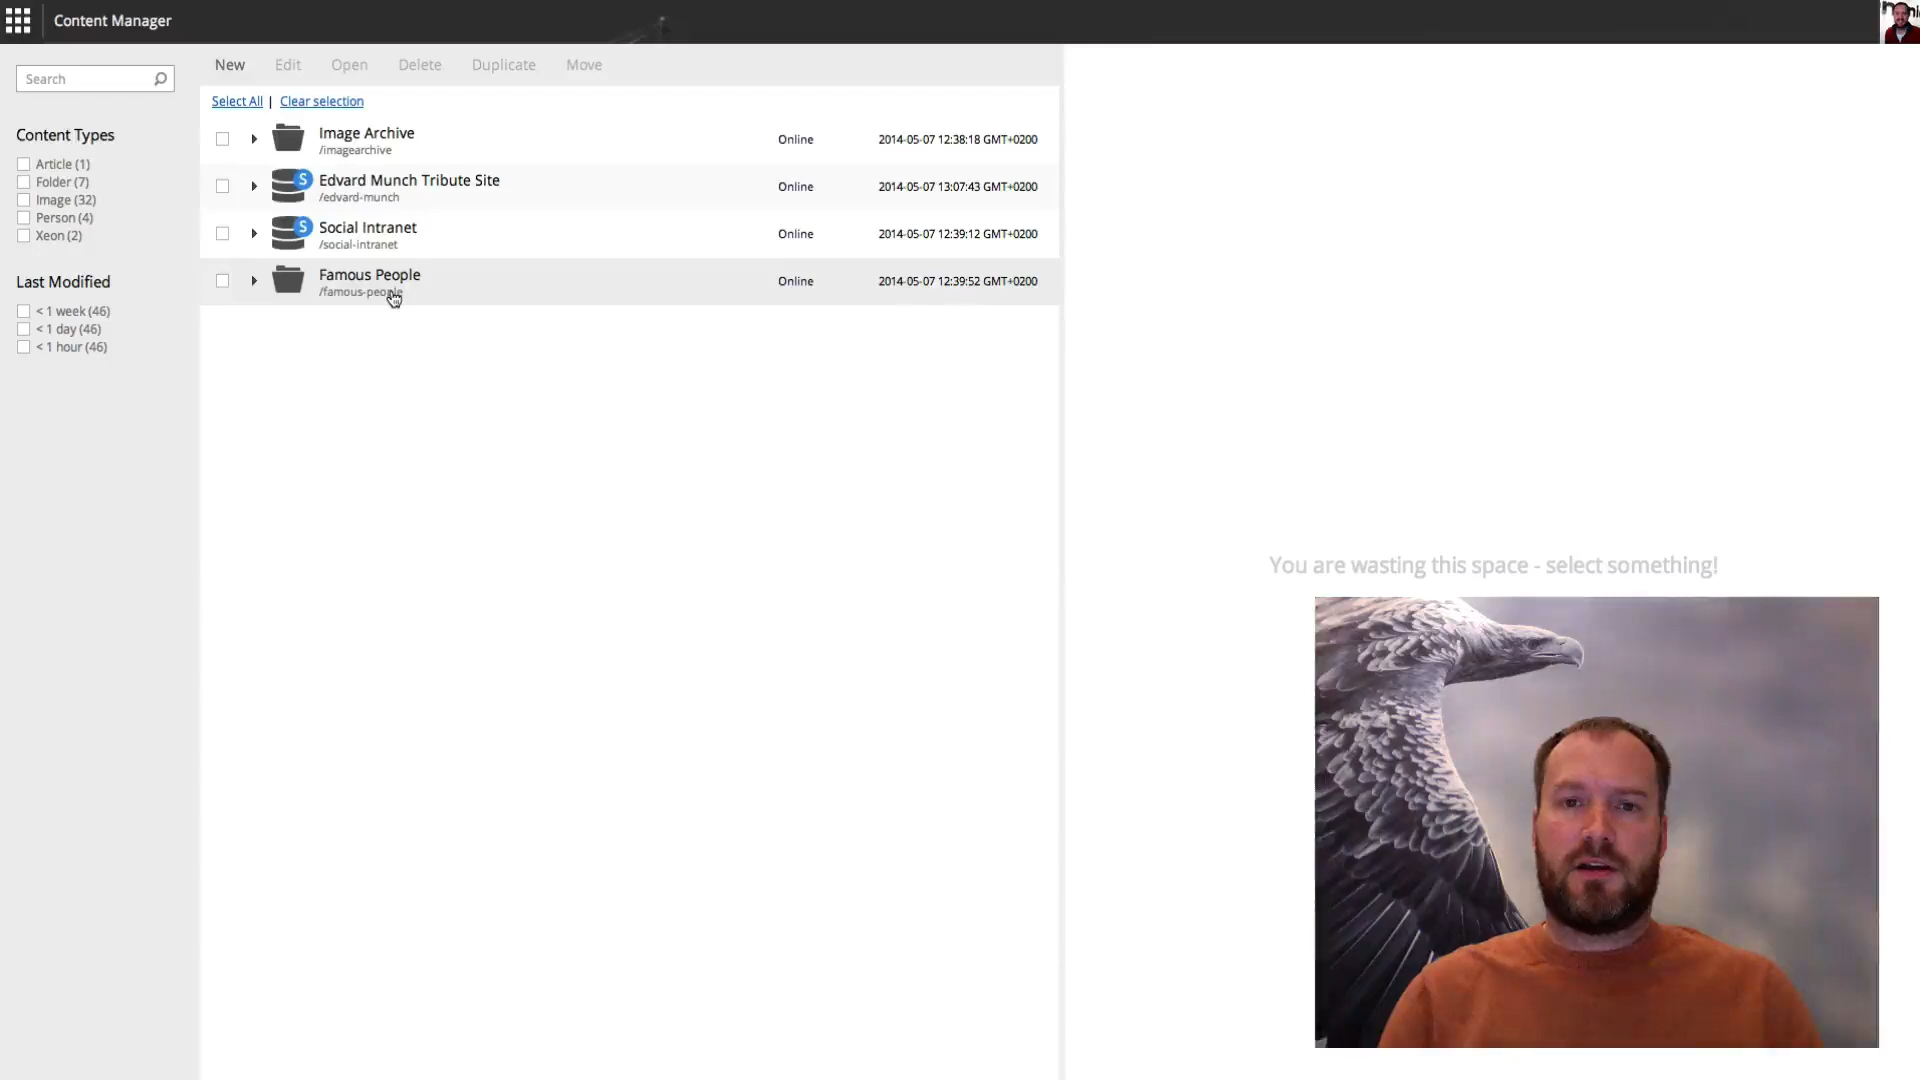 Content Manager
Search
New
Edit
Open
Delete
Duplicate
Move
Select All | Clear selection
Content Types
Article (1)
Folder (7)
Image (32)
Person (4)
Xeon (2)
Last Modified
< 1 week (46)
< 1 day (46)
< 1 hour (46)
Image Archive
/imagearchive
Online
2014-05-07 12:38:18 GMT+0200
S
Edvard Munch Tribute Site
/edvard-munch
Online
2014-05-07 13:07:43 GMT+0200
S
Social Intranet
/social-intranet
Online
2014-05-07 12:39:12 GMT+0200
Famous People
/famous-people
Online
2014-05-07 12:39:52 GMT+0200
You are wasting this space - select something!